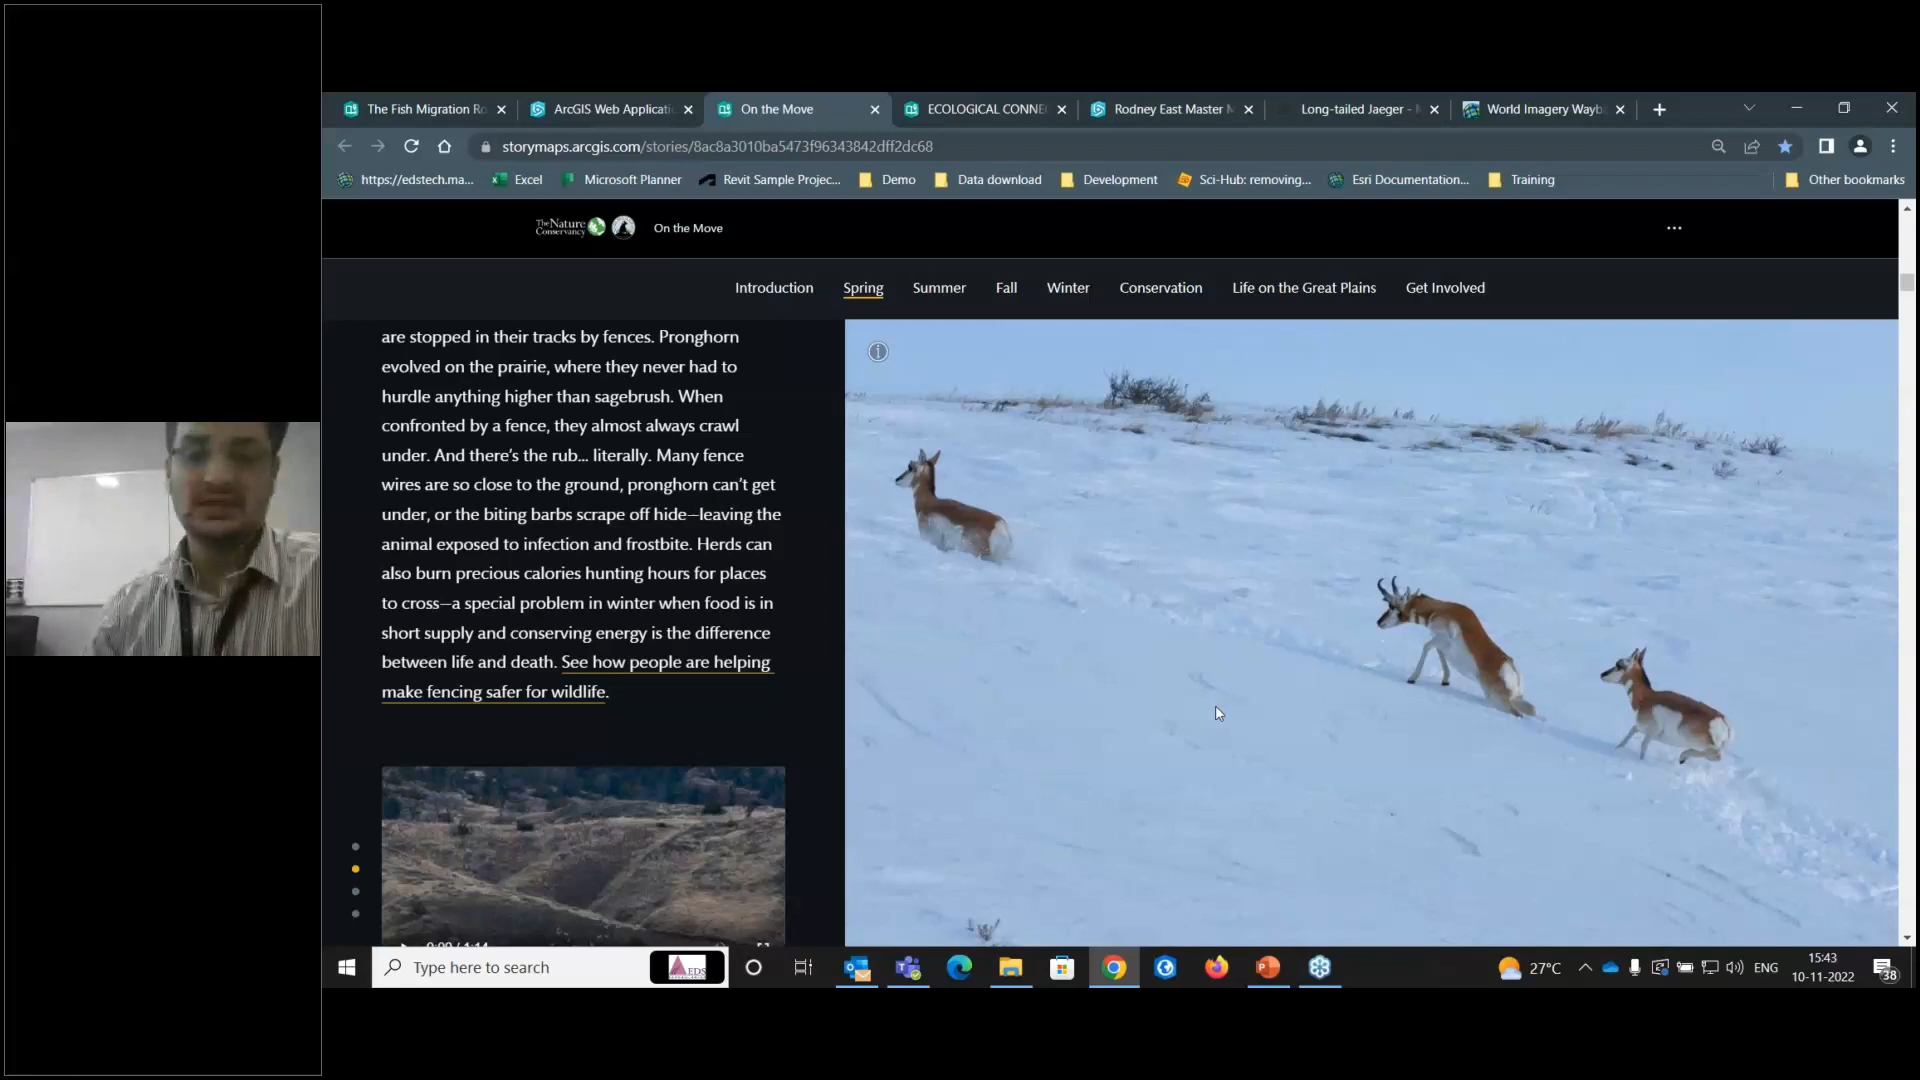 The Fish Migration Ro
ArcGIS Web Applicati
On the Move
ECOLOGICAL CONNE
Rodney East Master
Long-tailed Jaeger -
World Imagery Wayb
storymaps.arcgis.com/stories/8ac8a3010ba5473f96343842dff2dc68
https://edstech.ma...
Excel
Microsoft Planner
Revit Sample Projec...
Demo
Data download
Development
Sci-Hub: removing...
Esri Documentation...
Training
Other bookmarks
The Nature Conservancy
On the Move
Introduction
Spring
Summer
Fall
Winter
Conservation
Life on the Great Plains
Get Involved
are stopped in their tracks by fences. Pronghorn
evolved on the prairie, where they never had to
hurdle anything higher than sagebrush. When
confronted by a fence, they almost always crawl
under. And there's the rub... literally. Many fence
wires are so close to the ground, pronghorn can't get
under, or the biting barbs scrape off hide—leaving the
animal exposed to infection and frostbite. Herds can
also burn precious calories hunting hours for places
to cross—a special problem in winter when food is in
short supply and conserving energy is the difference
between life and death. See how people are helping
make fencing safer for wildlife.
0:00 / 1:14
Type here to search
AEDS
27°C
ENG
15:43
10-11-2022
38